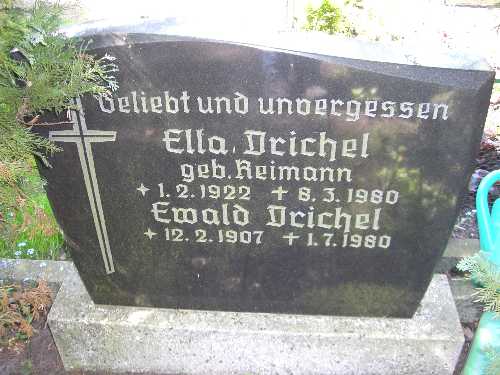 Geliebt und unvergessen
Ella Drichel
geb. Reimann
* 1.2.1922 + 8.3.1980
Ewald Drichel
* 12.2.1907 + 1.7.1980